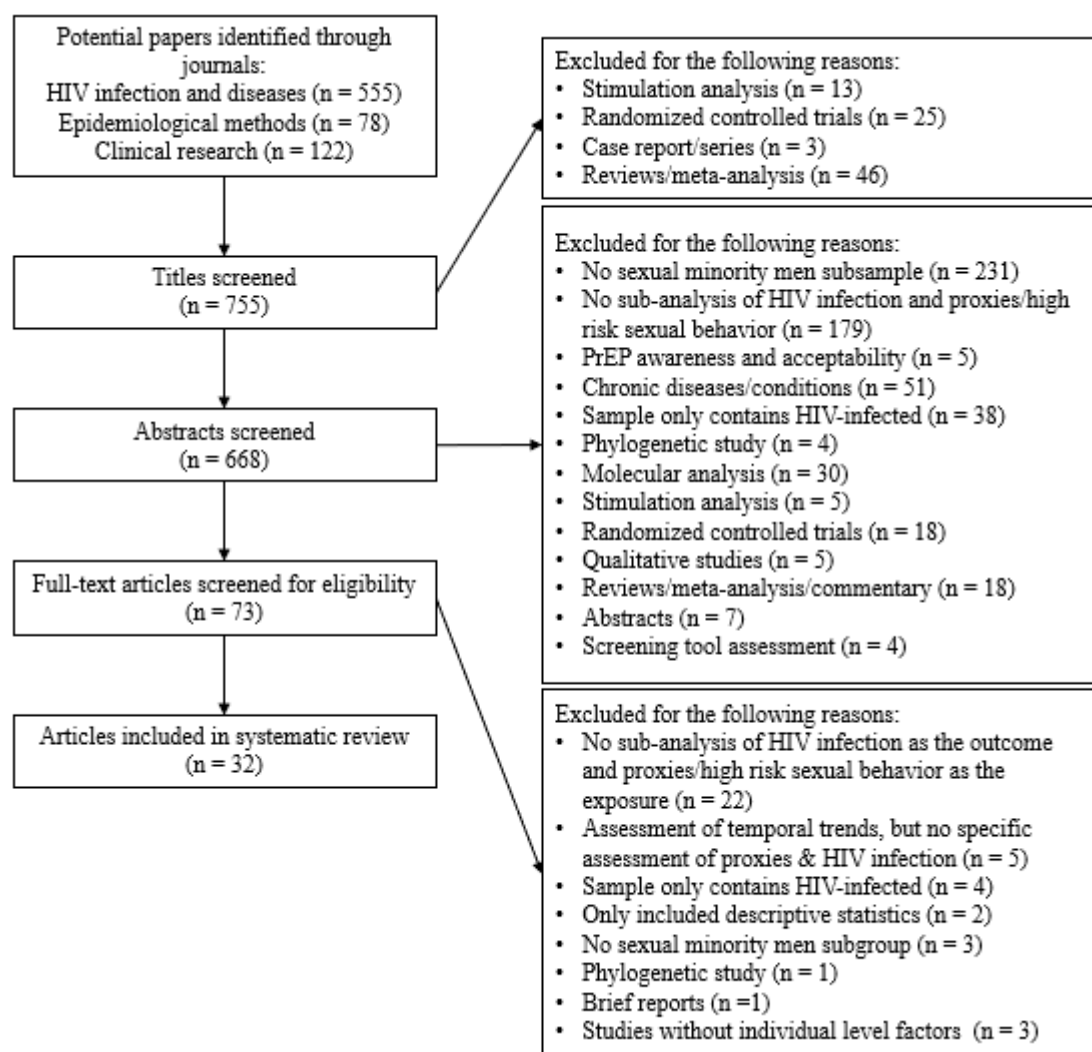 Potential papers identified through
journals:
HIV infection and diseases (n = 555)
Epidemiological methods (n = 78)
Clinical research (n = 122)
Titles screened
(n = 755)
Abstracts screened
(n = 668)
Full-text articles screened for eligibility
(n = 73)
Articles included in systematic review
(n = 32)
Excluded for the following reasons:
• Stimulation analysis (n = 13)
• Randomized controlled trials (n = 25)
• Case report/series (n = 3)
• Reviews/meta-analysis (n = 46)
Excluded for the following reasons:
• No sexual minority men subsample (n = 231)
• No sub-analysis of HIV infection and proxies/high
risk sexual behavior (n = 179)
• PrEP awareness and acceptability (n = 5)
• Chronic diseases/conditions (n = 51)
• Sample only contains HIV-infected (n = 38)
• Phylogenetic study (n = 4)
• Molecular analysis (n = 30)
• Stimulation analysis (n = 5)
• Randomized controlled trials (n = 18)
• Qualitative studies (n = 5)
• Reviews/meta-analysis/commentary (n = 18)
• Abstracts (n = 7)
• Screening tool assessment (n = 4)
Excluded for the following reasons:
• No sub-analysis of HIV infection as the outcome
and proxies/high risk sexual behavior as the
exposure (n = 22)
• Assessment of temporal trends, but no specific
assessment of proxies & HIV infection (n = 5)
• Sample only contains HIV-infected (n = 4)
• Only included descriptive statistics (n = 2)
• No sexual minority men subgroup (n = 3)
• Phylogenetic study (n = 1)
• Brief reports (n =1)
• Studies without individual level factors (n = 3)